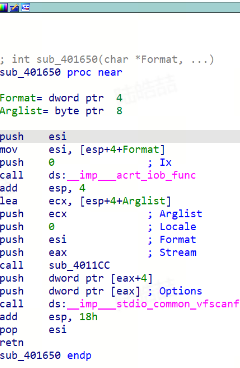 ; int sub_401650(char *Format, ...)
sub_401650 proc near
Format= dword ptr  4
Arglist= byte ptr  8
push    esi
mov     esi, [esp+4+Format]
push    0               ; Ix
call    ds:__imp___acrt_iob_func
add     esp, 4
lea     ecx, [esp+4+Arglist]
push    ecx             ; Arglist
push    0               ; Locale
push    esi             ; Format
push    eax             ; Stream
call    sub_4011CC
push    dword ptr [eax+4]
push    dword ptr [eax] ; Options
call    ds:__imp___stdio_common_vfscanf
add     esp, 18h
pop     esi
retn
sub_401650 endp